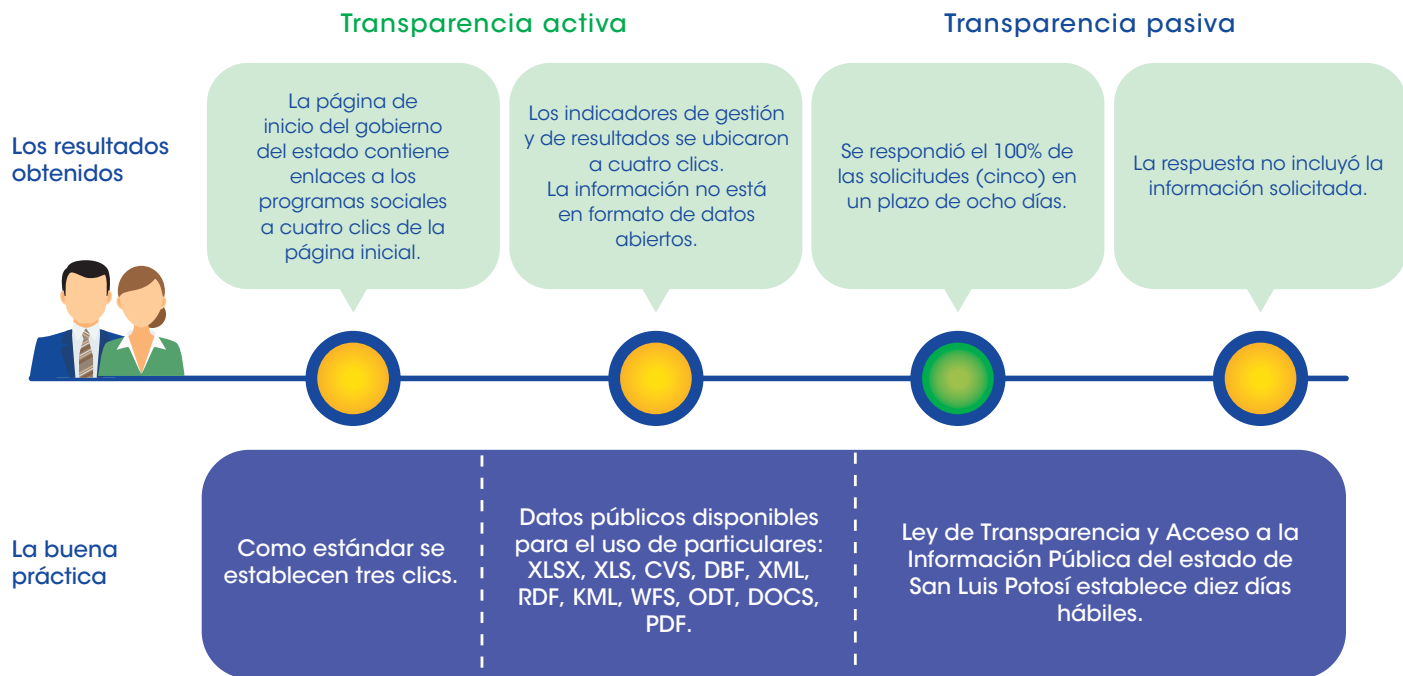 Transparencia activa
Transparencia pasiva
Los resultados
obtenidos
La página de
inicio del gobierno
del estado contiene
enlaces a los
programas sociales
a cuatro clics de la
página inicial.
Los indicadores de gestión
y de resultados se ubicaron
a cuatro clics.
La información no está
en formato de datos
abiertos.
Se respondió el 100% de
las solicitudes (cinco) en
un plazo de ocho días.
La respuesta no incluyó la
información solicitada.
La buena
práctica
Como estándar se
establecen tres clics.
Datos públicos disponibles
para el uso de particulares:
XLSX, XLS, CVS, DBF, XML,
RDF, KML, WFS, ODT, DOCS,
PDF.
Ley de Transparencia y Acceso a la
Información Pública del estado de
San Luis Potosí establece diez días
hábiles.